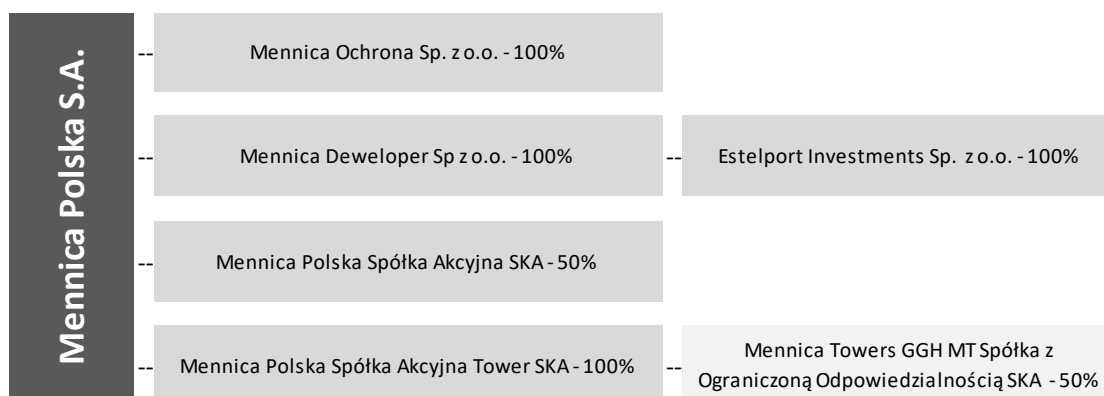 Mennica Polska S.A.
-- Mennica Ochrona Sp. z o.o. - 100%
-- Mennica Deweloper Sp z o.o. - 100%
-- Estelport Investments Sp. z o.o. - 100%
-- Mennica Polska Spółka Akcyjna SKA - 50%
-- Mennica Polska Spółka Akcyjna Tower SKA - 100%
-- Mennica Towers GGH MT Spółka z
Ograniczoną Odpowiedzialnością SKA - 50%